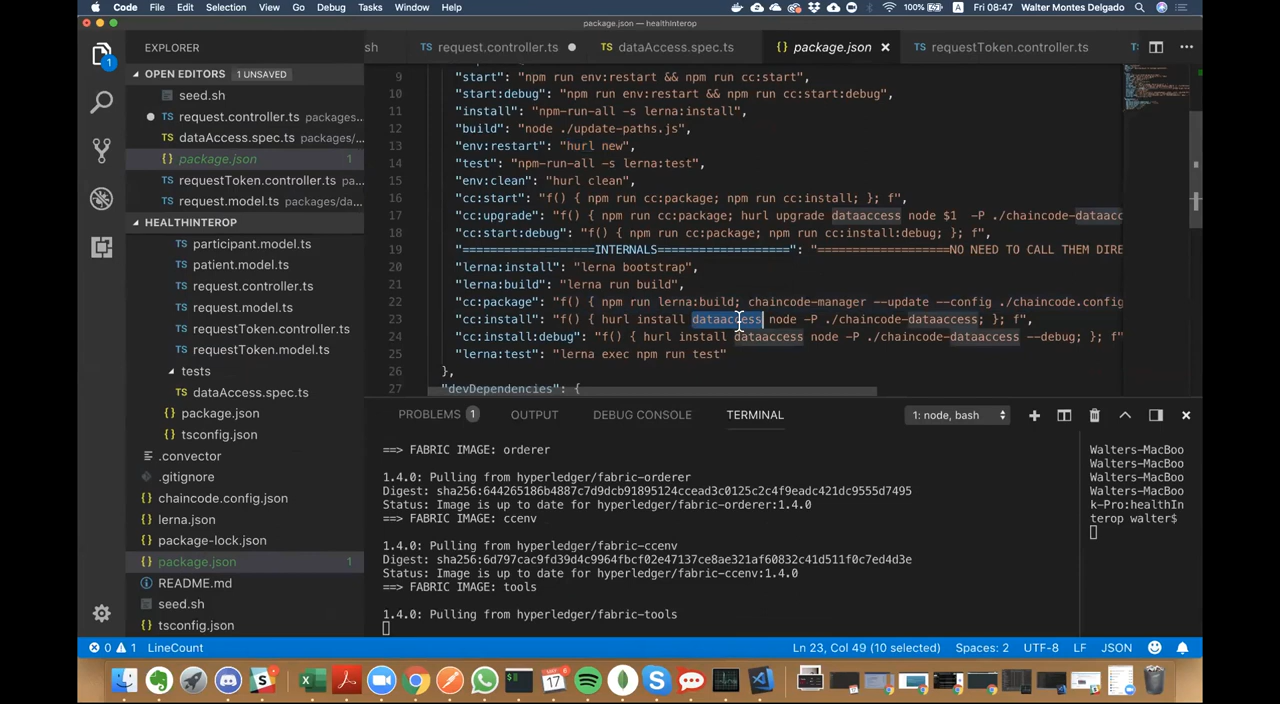 Code File Edit Selection View Go Debug Tasks Window Help 100% Fri 08:47 Walter Montes Delgado
package.json — healthInterop
EXPLORER
sh
TS request.controller.ts
TS dataAccess.spec.ts
{} package.json
TS requestToken.controller.ts
TS
1
OPEN EDITORS 1 UNSAVED
seed.sh
request.controller.ts packages...
TS dataAccess.spec.ts packages/...
{} package.json 1
TS requestToken.controller.ts pa...
TS request.model.ts packages/da...
HEALTHINTEROP
TS participant.model.ts
TS patient.model.ts
TS request.controller.ts
TS request.model.ts
TS requestToken.controller.ts
TS requestToken.model.ts
tests
TS dataAccess.spec.ts
{} package.json
{} tsconfig.json
.convector
.gitignore
{} chaincode.config.json
{} lerna.json
{} package-lock.json
{} package.json 1
README.md
seed.sh
{} tsconfig.json
9 "start": "npm run env:restart && npm run cc:start",
10 "start:debug": "npm run env:restart && npm run cc:start:debug",
11 "install": "npm-run-all -s lerna:install",
12 "build": "node ./update-paths.js",
13 "env:restart": "hurl new",
14 "test": "npm-run-all -s lerna:test",
15 "env:clean": "hurl clean",
16 "cc:start": "f() { npm run cc:package; npm run cc:install; }; f",
17 "cc:upgrade": "f() { npm run cc:package; hurl upgrade dataaccess node $1  -P ./chaincode-dataacc
18 "cc:start:debug": "f() { npm run cc:package; npm run cc:install:debug; }; f",
19 "===================INTERNALS===================": "===================NO NEED TO CALL THEM DIRE
20 "lerna:install": "lerna bootstrap",
21 "lerna:build": "lerna run build",
22 "cc:package": "f() { npm run lerna:build; chaincode-manager --update --config ./chaincode.config
23 "cc:install": "f() { hurl install dataaccess node -P ./chaincode-dataaccess; }; f",
24 "cc:install:debug": "f() { hurl install dataaccess node -P ./chaincode-dataaccess --debug; }; f"
25 "lerna:test": "lerna exec npm run test"
26 },
27 "devDependencies": {
PROBLEMS 1 OUTPUT DEBUG CONSOLE TERMINAL 1: node, bash
==> FABRIC IMAGE: orderer
1.4.0: Pulling from hyperledger/fabric-orderer
Digest: sha256:644265186b4887c7d9dcb91895124ccead3c0125c2c4f9eadc421dc9555d7495
Status: Image is up to date for hyperledger/fabric-orderer:1.4.0
==> FABRIC IMAGE: ccenv
1.4.0: Pulling from hyperledger/fabric-ccenv
Digest: sha256:6d797cac9fd39d4c9964fbcf02e47137ce8ae321af60832c41d511f0c7ed4d3e
Status: Image is up to date for hyperledger/fabric-ccenv:1.4.0
==> FABRIC IMAGE: tools
1.4.0: Pulling from hyperledger/fabric-tools
Walters-MacBoo
Walters-MacBoo
Walters-MacBoo
Walters-MacBoo
k-Pro:healthIn
terop walter$
0 1 LineCount Ln 23, Col 49 (10 selected) Spaces: 2 UTF-8 LF JSON
17